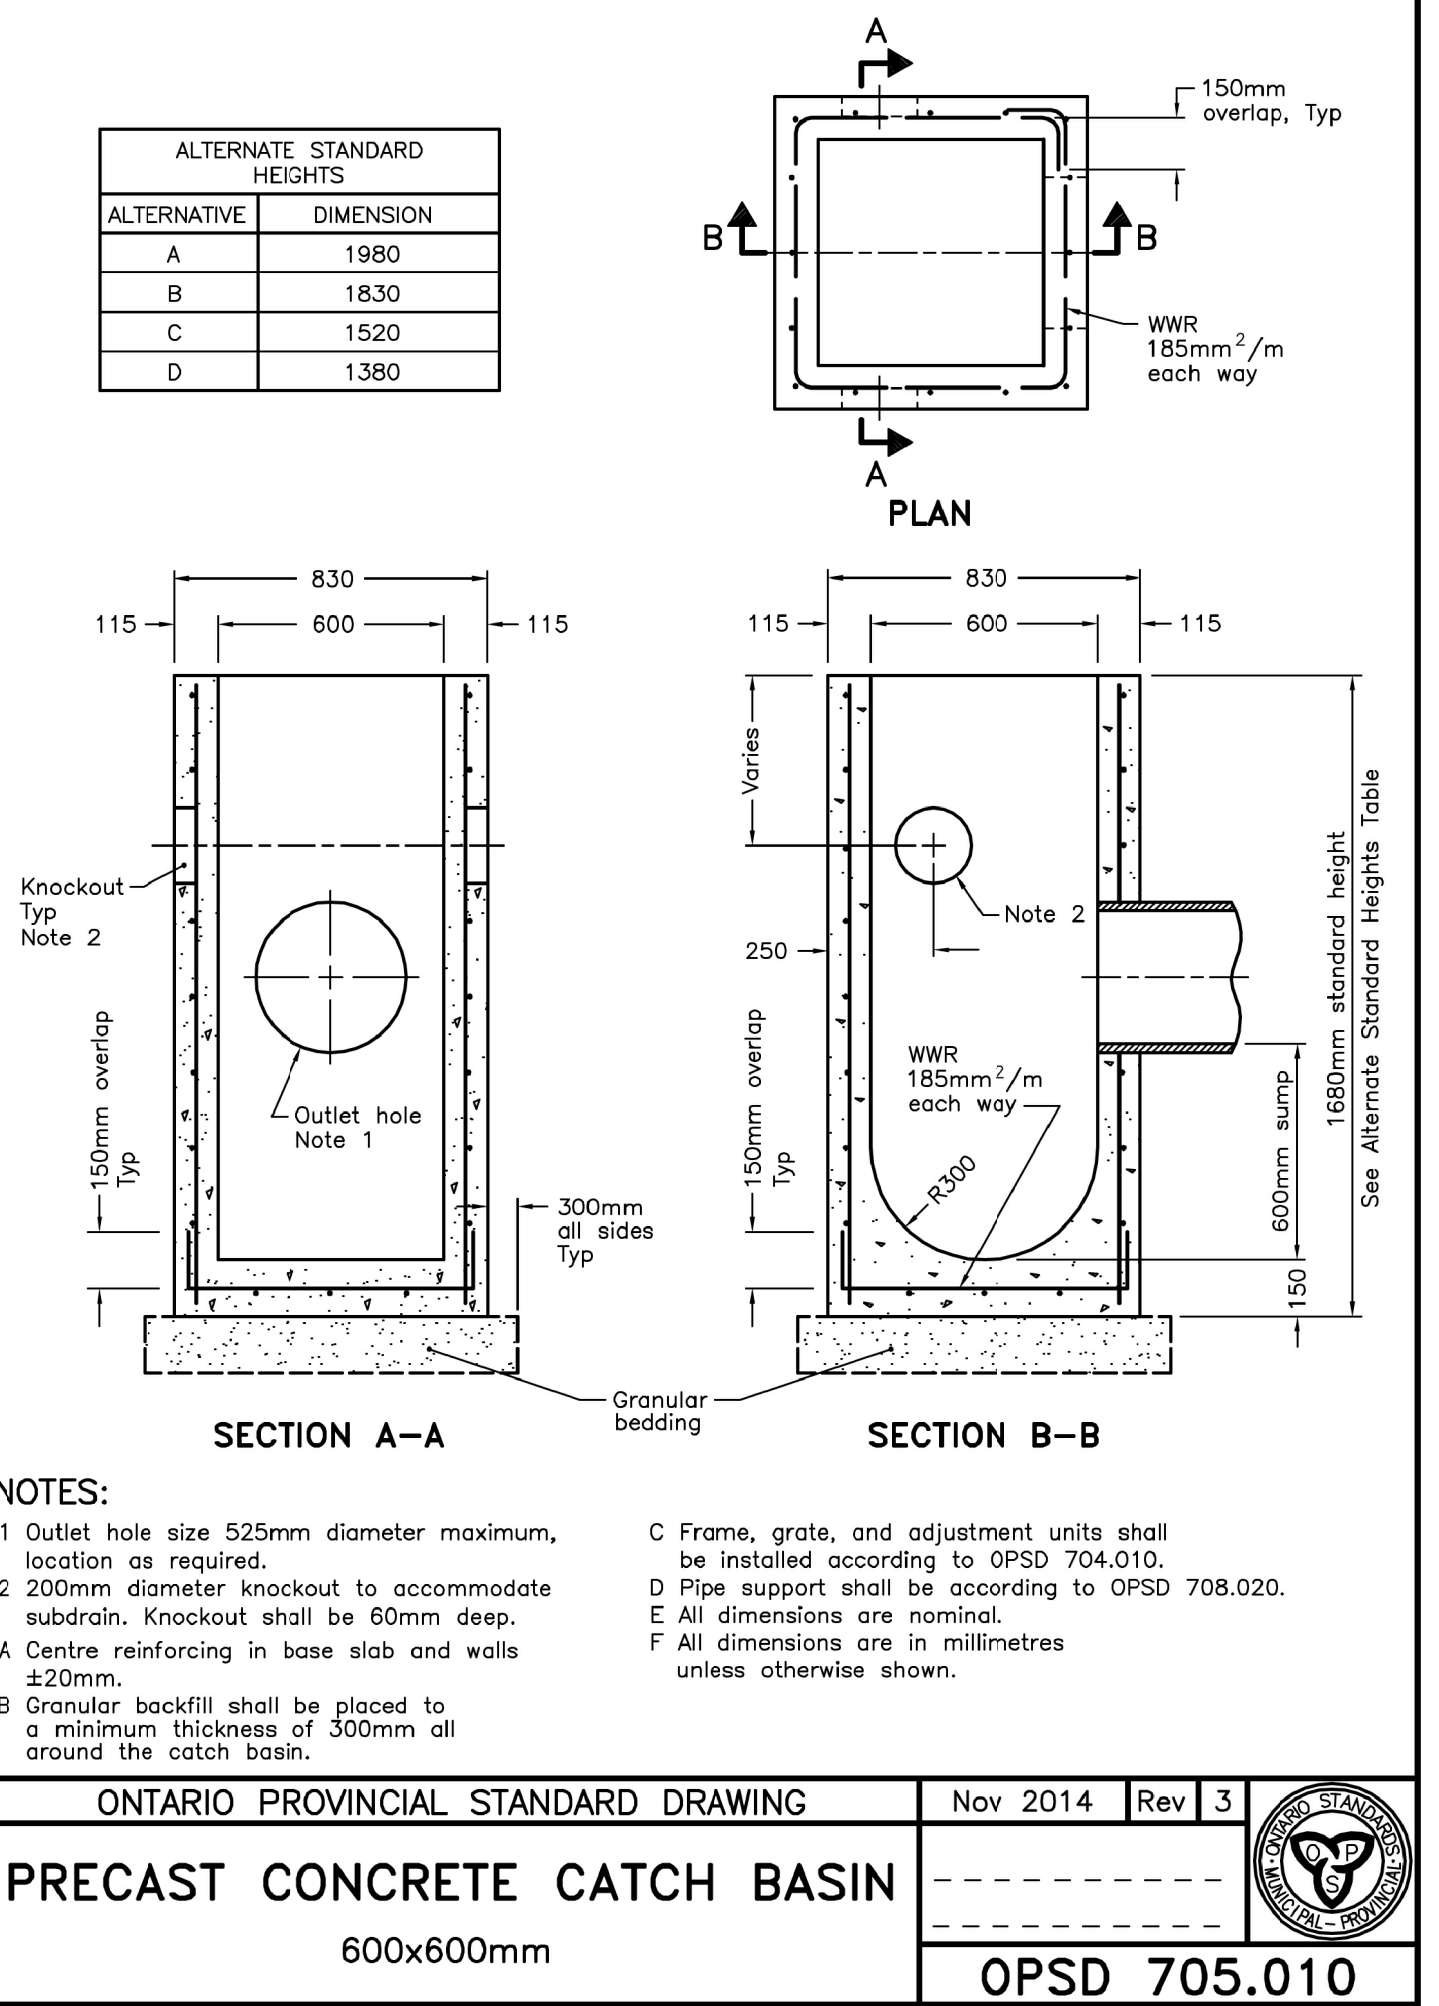 ALTERNATE STANDARD
HEIGHTS
ALTERNATIVE DIMENSION
A 1980
B 1830
C 1520
D 1380
A
150mm
overlap, Typ
B B
WWR
185mm²/m
each way
A
PLAN
830
115 600 115
Knockout
Typ
Note 2
150mm overlap
Typ
Outlet hole
Note 1
300mm
all sides
Typ
830
115 600 115
Varies
Note 2
250
150mm overlap
Typ
WWR
185mm²/m
each way
R300
600mm sump
150
1680mm standard height
See Alternate Standard Heights Table
Granular
bedding
SECTION A-A
SECTION B-B
NOTES:
1 Outlet hole size 525mm diameter maximum,
location as required.
2 200mm diameter knockout to accommodate
subdrain. Knockout shall be 60mm deep.
A Centre reinforcing in base slab and walls
±20mm.
B Granular backfill shall be placed to
a minimum thickness of 300mm all
around the catch basin.
C Frame, grate, and adjustment units shall
be installed according to OPSD 704.010.
D Pipe support shall be according to OPSD 708.020.
E All dimensions are nominal.
F All dimensions are in millimetres
unless otherwise shown.
ONTARIO PROVINCIAL STANDARD DRAWING
Nov 2014 Rev 3
PRECAST CONCRETE CATCH BASIN
600x600mm
ONTARIO STANDARDS
MUNICIPAL-PROVINCIAL
O P
S
OPSD 705.010